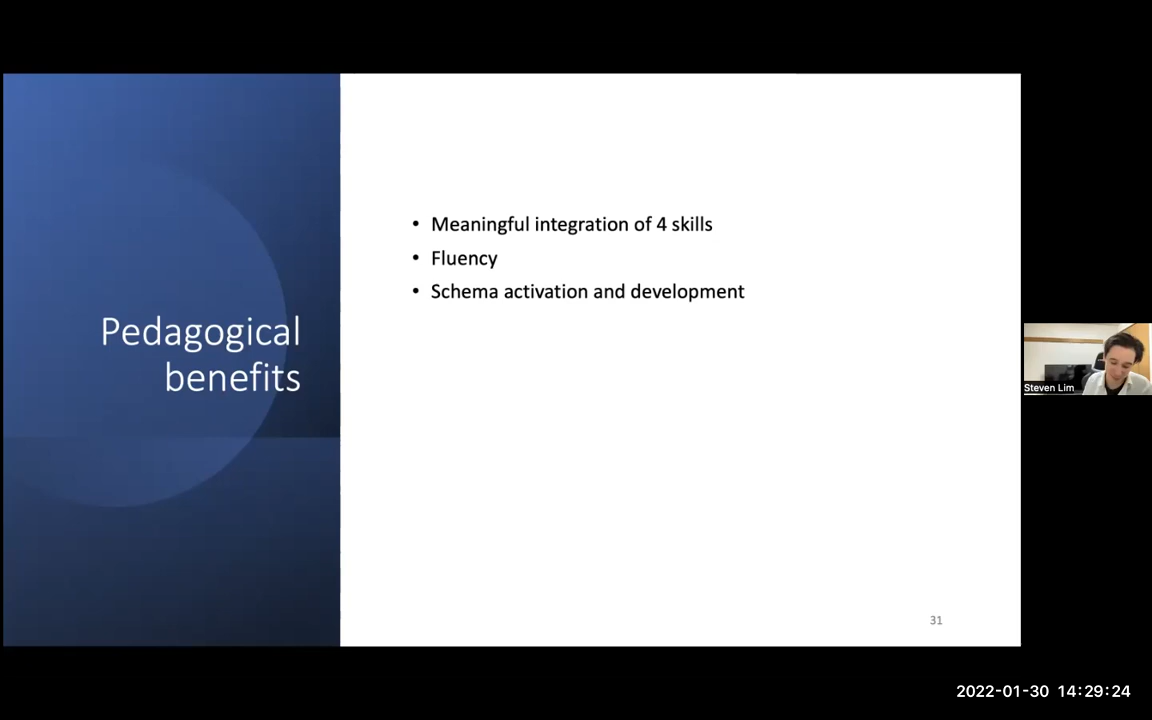 Pedagogical
benefits
• Meaningful integration of 4 skills
• Fluency
• Schema activation and development
31
Steven Lim
2022-01-30 14:29:24